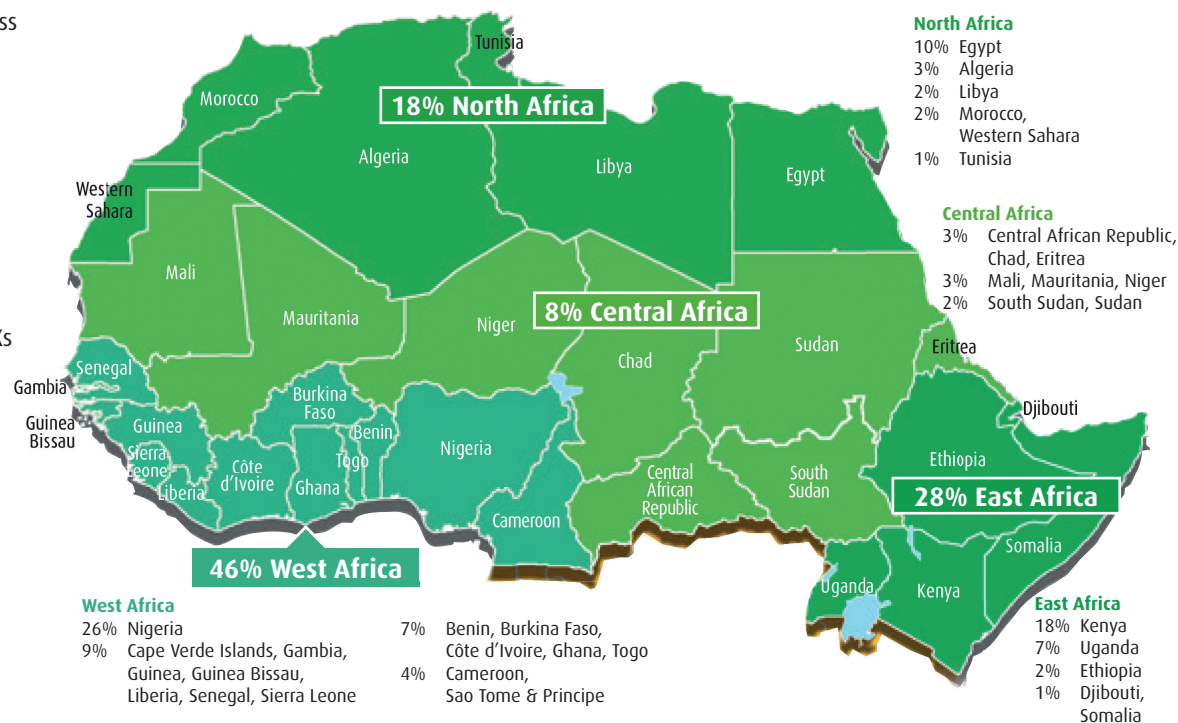 ss
Tunisia
Morocco
18% North Africa
Algeria
Libya
Egypt
Western
Sahara
Mali
Mauritania
Niger
8% Central Africa
Chad
Sudan
Eritrea
Ks
Senegal
Gambia
Guinea
Bissau
Guinea
Sierra
Leone
Liberia
Côte
d'Ivoire
Burkina
Faso
Ghana
Togo
Benin
Nigeria
Cameroon
Central
African
Republic
South
Sudan
Djibouti
Ethiopia
28% East Africa
Somalia
Uganda
Kenya
46% West Africa
North Africa
10% Egypt
3% Algeria
2% Libya
2% Morocco,
Western Sahara
1% Tunisia
Central Africa
3% Central African Republic,
Chad, Eritrea
3% Mali, Mauritania, Niger
2% South Sudan, Sudan
West Africa
26% Nigeria
9% Cape Verde Islands, Gambia,
Guinea, Guinea Bissau,
Liberia, Senegal, Sierra Leone
7% Benin, Burkina Faso,
Côte d'Ivoire, Ghana, Togo
4% Cameroon,
Sao Tome & Principe
East Africa
18% Kenya
7% Uganda
2% Ethiopia
1% Djibouti,
Somalia